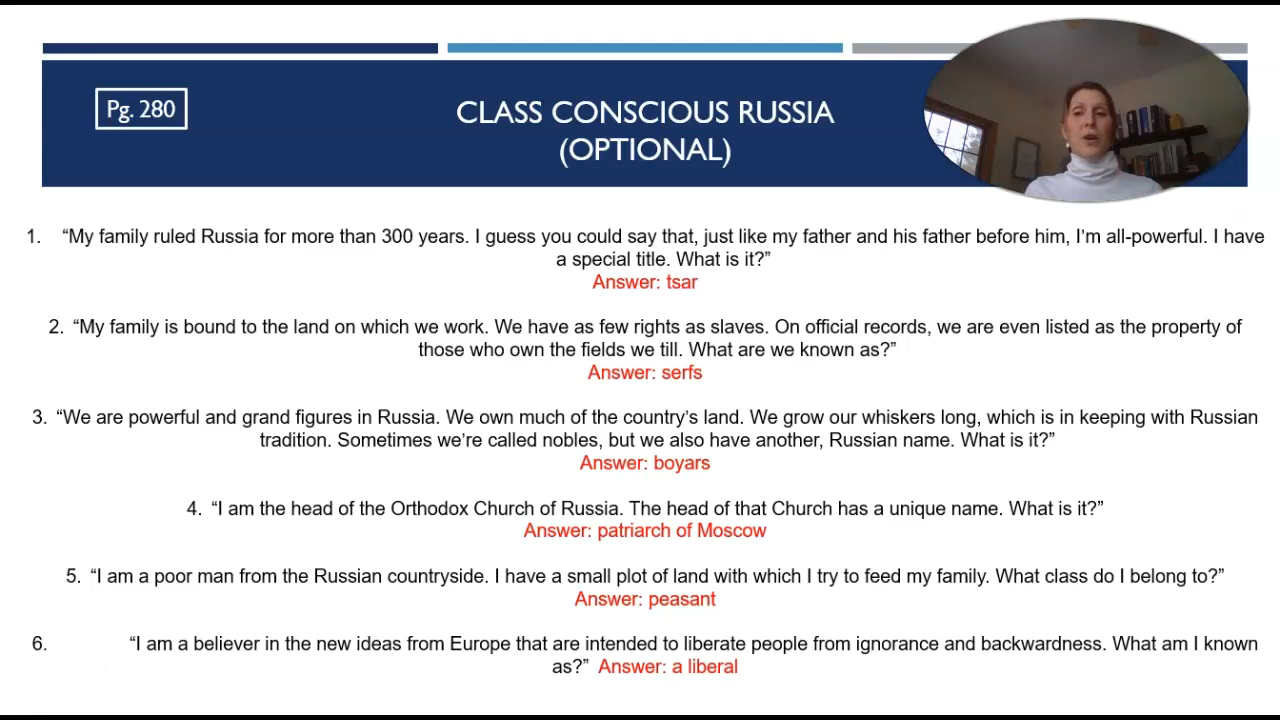 Pg. 280
CLASS CONSCIOUS RUSSIA
(OPTIONAL)
1. “My family ruled Russia for more than 300 years. I guess you could say that, just like my father and his father before him, I’m all-powerful. I have
a special title. What is it?”
Answer: tsar
2. “My family is bound to the land on which we work. We have as few rights as slaves. On official records, we are even listed as the property of
those who own the fields we till. What are we known as?”
Answer: serfs
3. “We are powerful and grand figures in Russia. We own much of the country’s land. We grow our whiskers long, which is in keeping with Russian
tradition. Sometimes we’re called nobles, but we also have another, Russian name. What is it?”
Answer: boyars
4. “I am the head of the Orthodox Church of Russia. The head of that Church has a unique name. What is it?”
Answer: patriarch of Moscow
5. “I am a poor man from the Russian countryside. I have a small plot of land with which I try to feed my family. What class do I belong to?”
Answer: peasant
6. “I am a believer in the new ideas from Europe that are intended to liberate people from ignorance and backwardness. What am I known
as?” Answer: a liberal